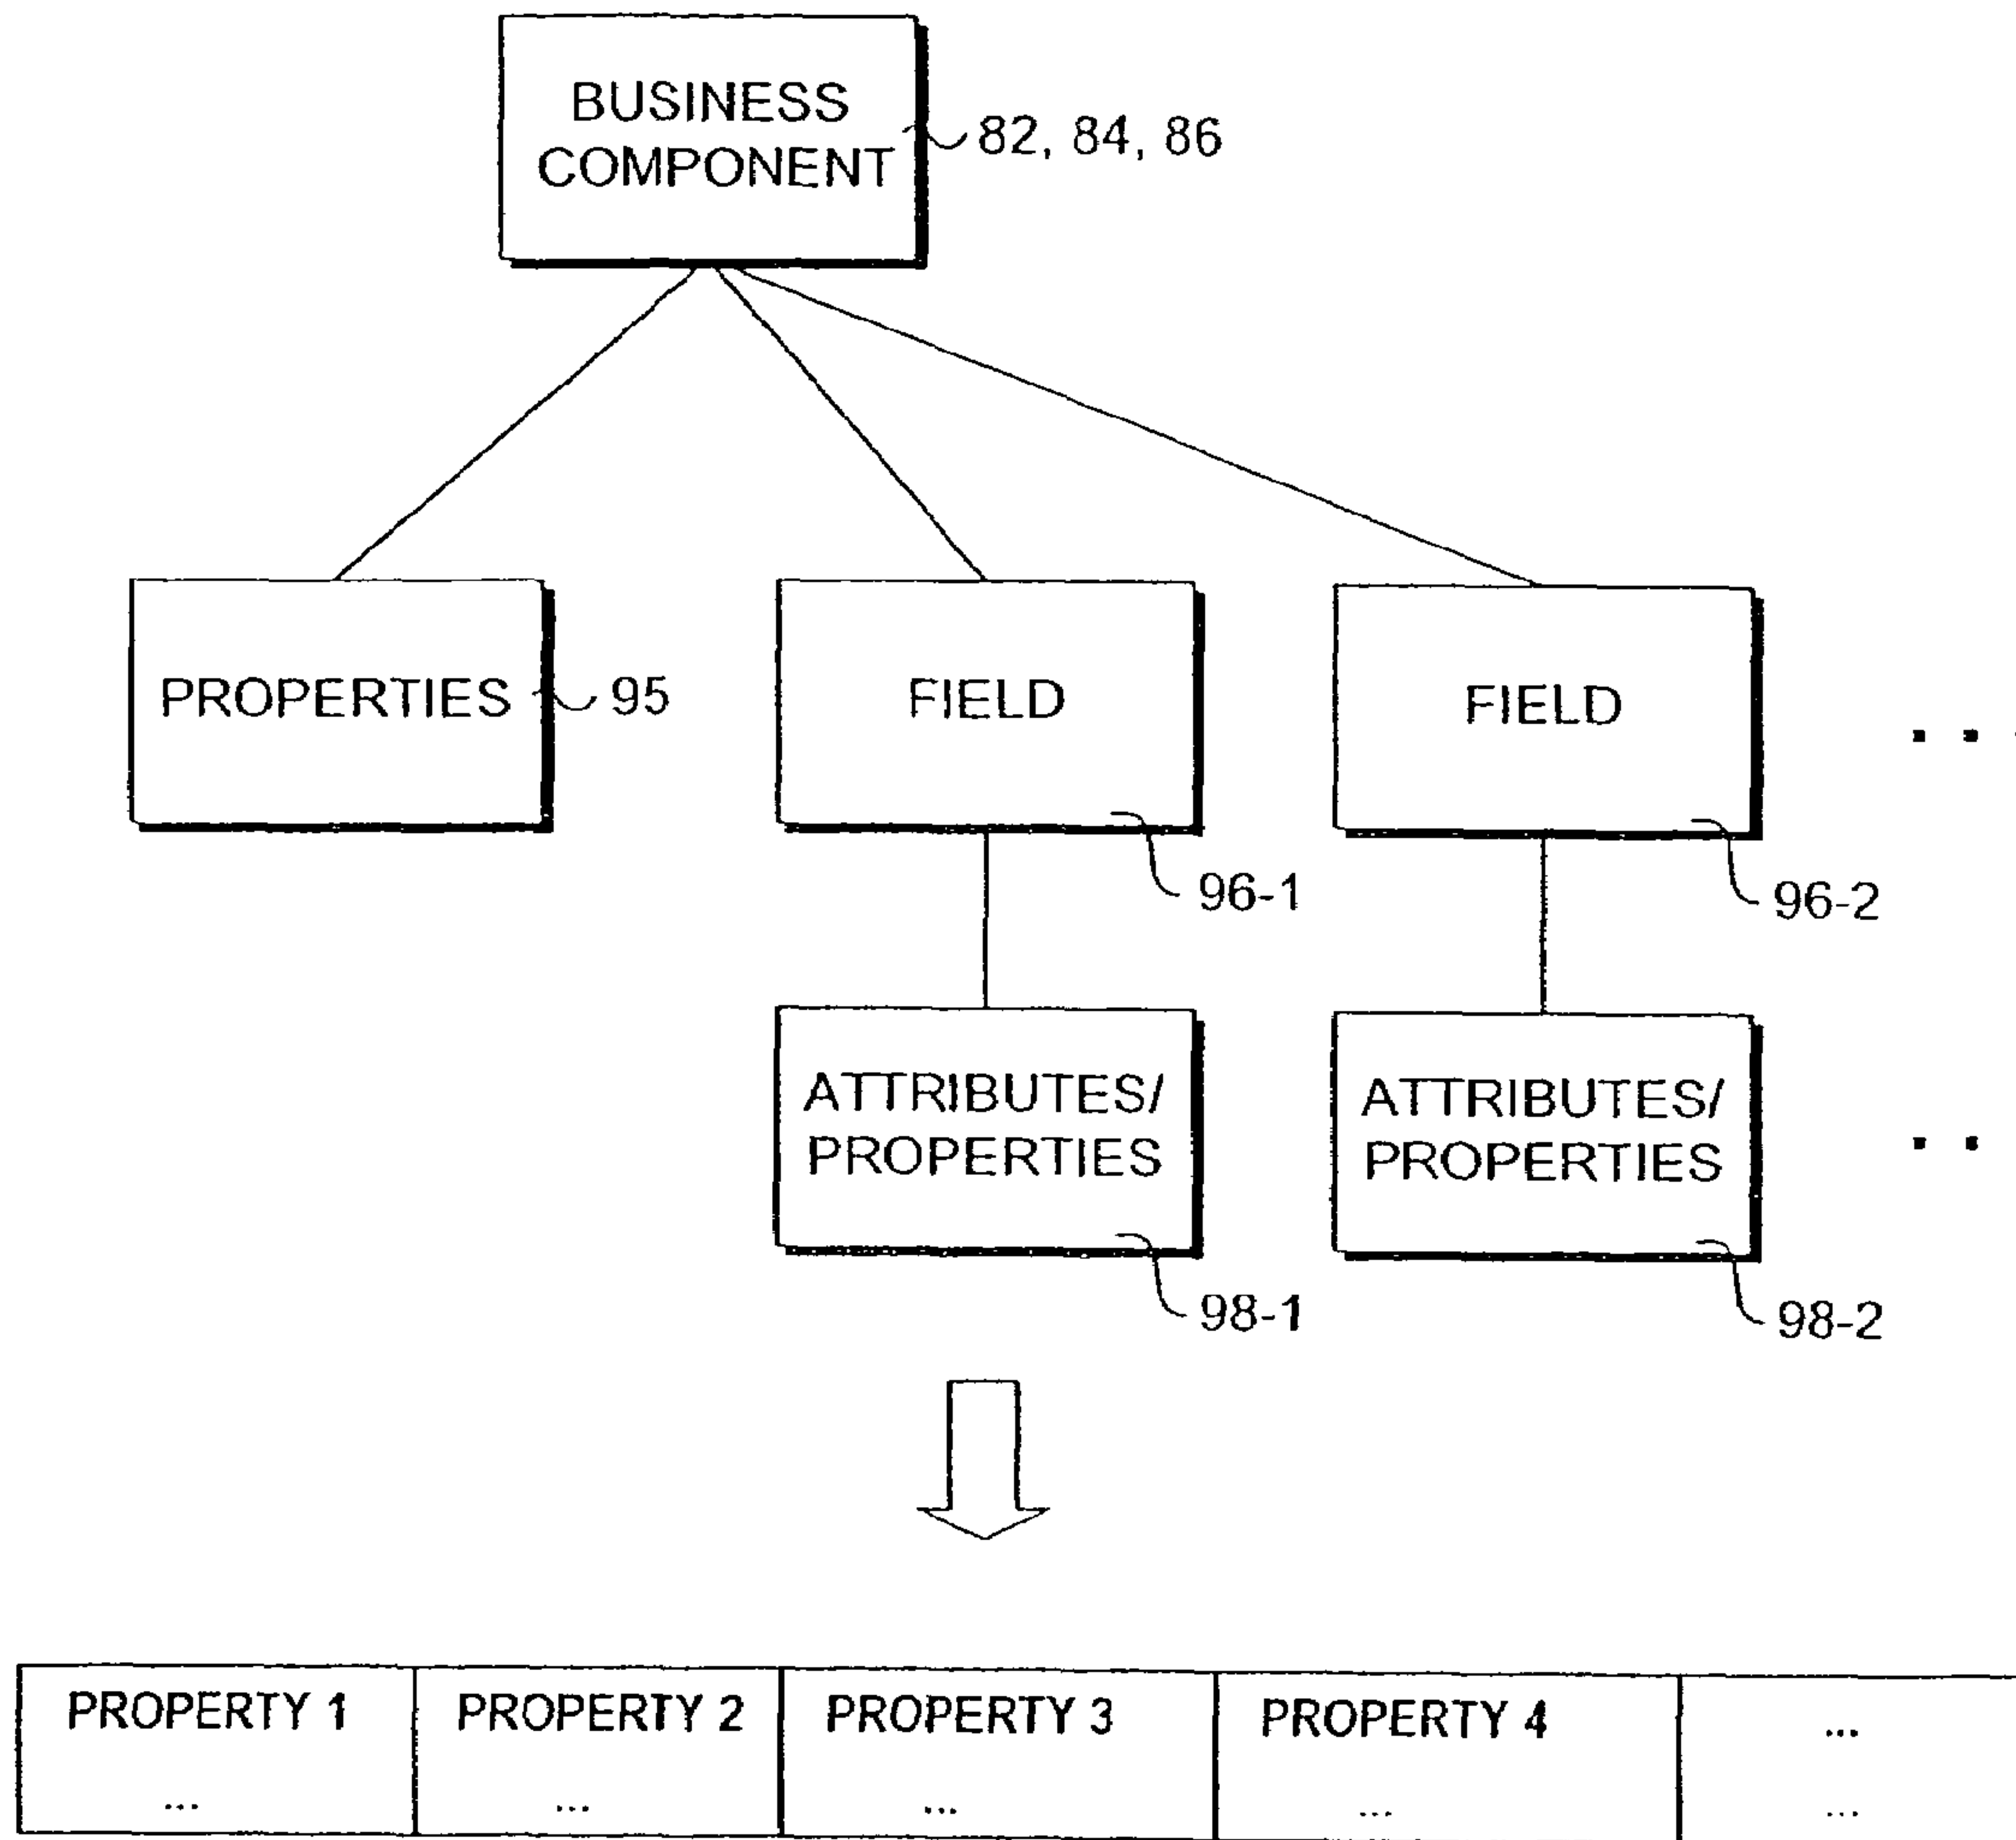 BUSINESS
COMPONENT
82, 84, 86
PROPERTIES
95
FIELD
FIELD
. . .
96-1
96-2
ATTRIBUTES/
PROPERTIES
ATTRIBUTES/
PROPERTIES
. .
98-1
98-2
PROPERTY 1
PROPERTY 2
PROPERTY 3
PROPERTY 4
...
...
...
...
...
...